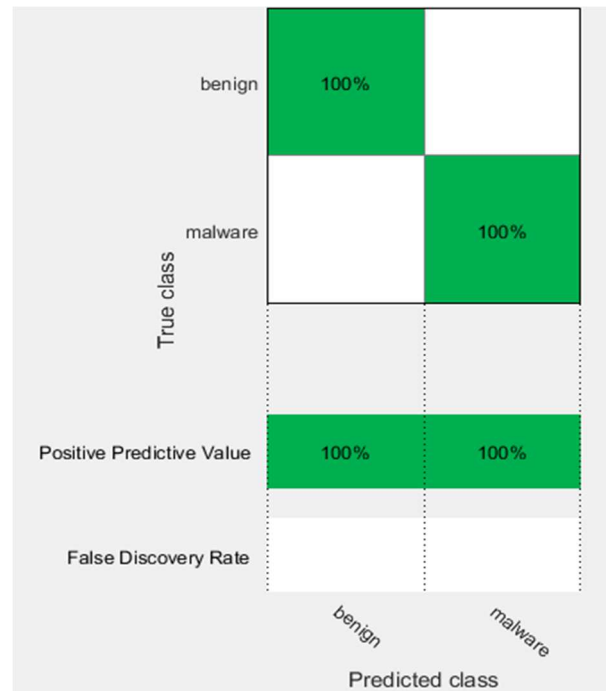 benign
100%
malware
100%
True class
Positive Predictive Value
100%
100%
False Discovery Rate
benign
malware
Predicted class